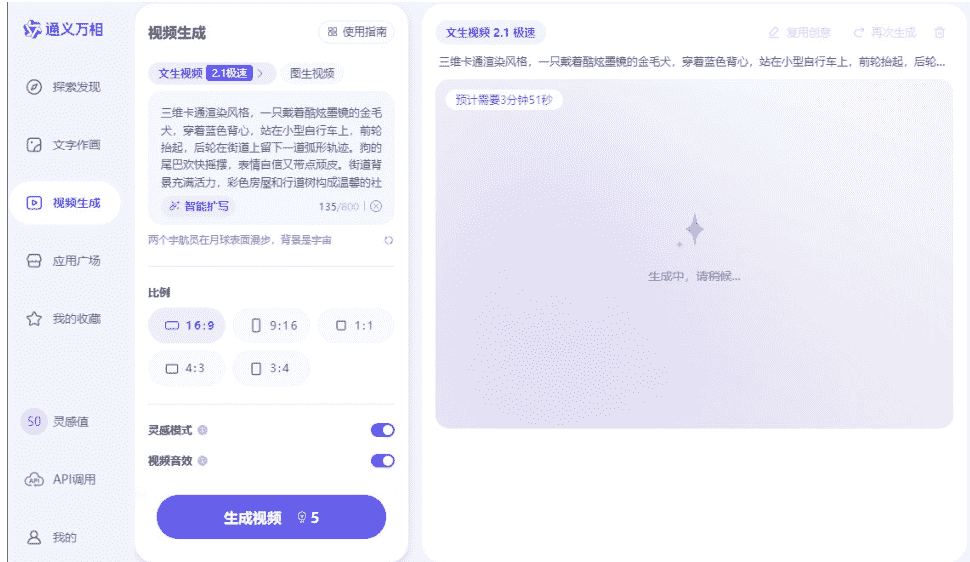 通义万相
探索发现
文字作画
视频生成
应用广场
我的收藏
50 灵感值
API调用
我的
视频生成
使用指南
文生视频 2.1极速
图生视频
三维卡通渲染风格，一只戴着酷炫墨镜的金毛
犬，穿着蓝色背心，站在小型自行车上，前轮
抬起，后轮在街道上留下一道弧形轨迹。狗的
尾巴欢快摇摆，表情自信又带点顽皮。街道背
景充满活力，彩色房屋和行道树构成温馨的社
智能扩写
135/800
两个宇航员在月球表面漫步，背景是宇宙
比例
16:9
9:16
1:1
4:3
3:4
灵感模式
视频音效
生成视频 5
文生视频 2.1 极速
复用创意
再次生成
三维卡通渲染风格，一只戴着酷炫墨镜的金毛犬，穿着蓝色背心，站在小型自行车上，前轮抬起，后轮...
预计需要3分钟51秒
生成中，请稍候...